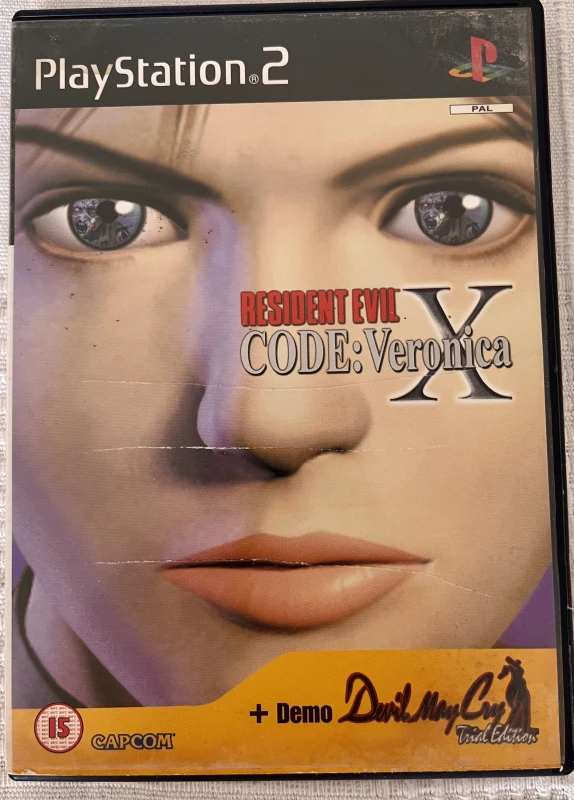 PlayStation®2
PAL
RESIDENT EVIL
CODE:Veronica X
+ Demo Devil May Cry
Trial Edition
15
CAPCOM